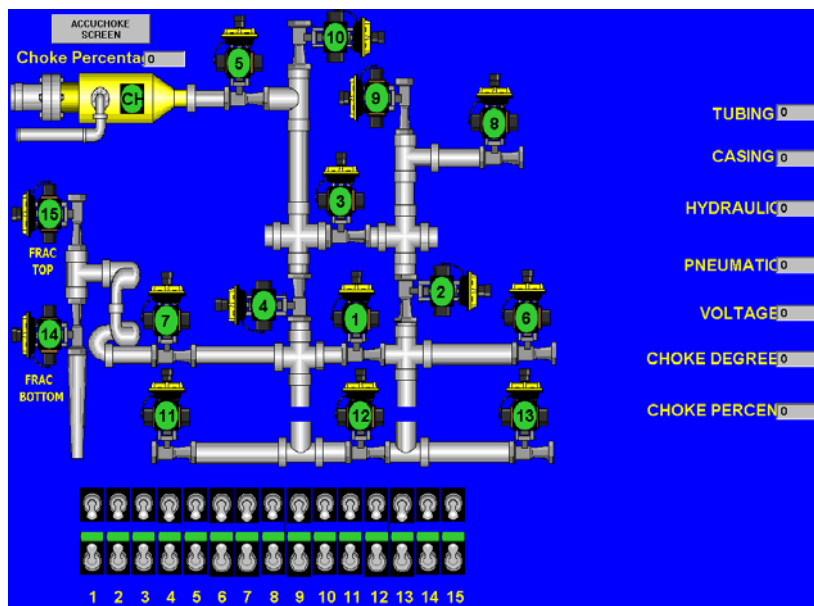 ACCUCHOKE
SCREEN
Choke Percenta 0
10
5
9
CH
8
TUBING 0
CASING 0
3
15
HYDRAULIC 0
FRAC
TOP
PNEUMATIC 0
2
4
7
1
6
VOLTAGE 0
14
CHOKE DEGREE 0
FRAC
BOTTOM
11
12
13
CHOKE PERCEN 0
1 2 3 4 5 6 7 8 9 10 11 12 13 14 15